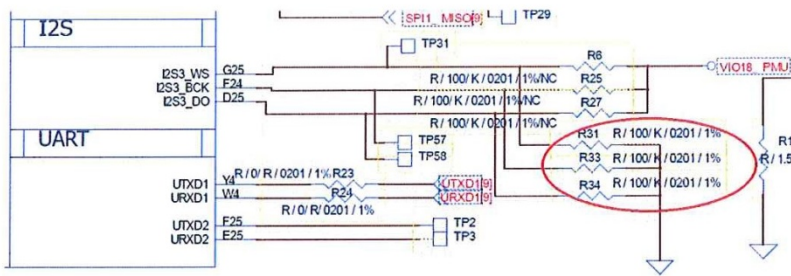 I2S
SPI1_MISO[9]
TP29
TP31
I2S3_WS G25
I2S3_BCK F24
I2S3_DO D25
R6
R / 100 / K / 0201 / 1%/NC
R25
R / 100 / K / 0201 / 1%/NC
R27
R / 100 / K / 0201 / 1%/NC
VIO18_PMU
UART
TP57
TP58
R31
R / 100 / K / 0201 / 1%
R33
R / 100 / K / 0201 / 1%
R34
R / 100 / K / 0201 / 1%
R1
R / 1.5
UTXD1 Y4
R / 0 / R / 0201 / 1%
R23
UTXD1[9]
URXD1 W4
R24
URXD1[9]
R / 0 / R / 0201 / 1%
UTXD2 F25
TP2
URXD2 E25
TP3